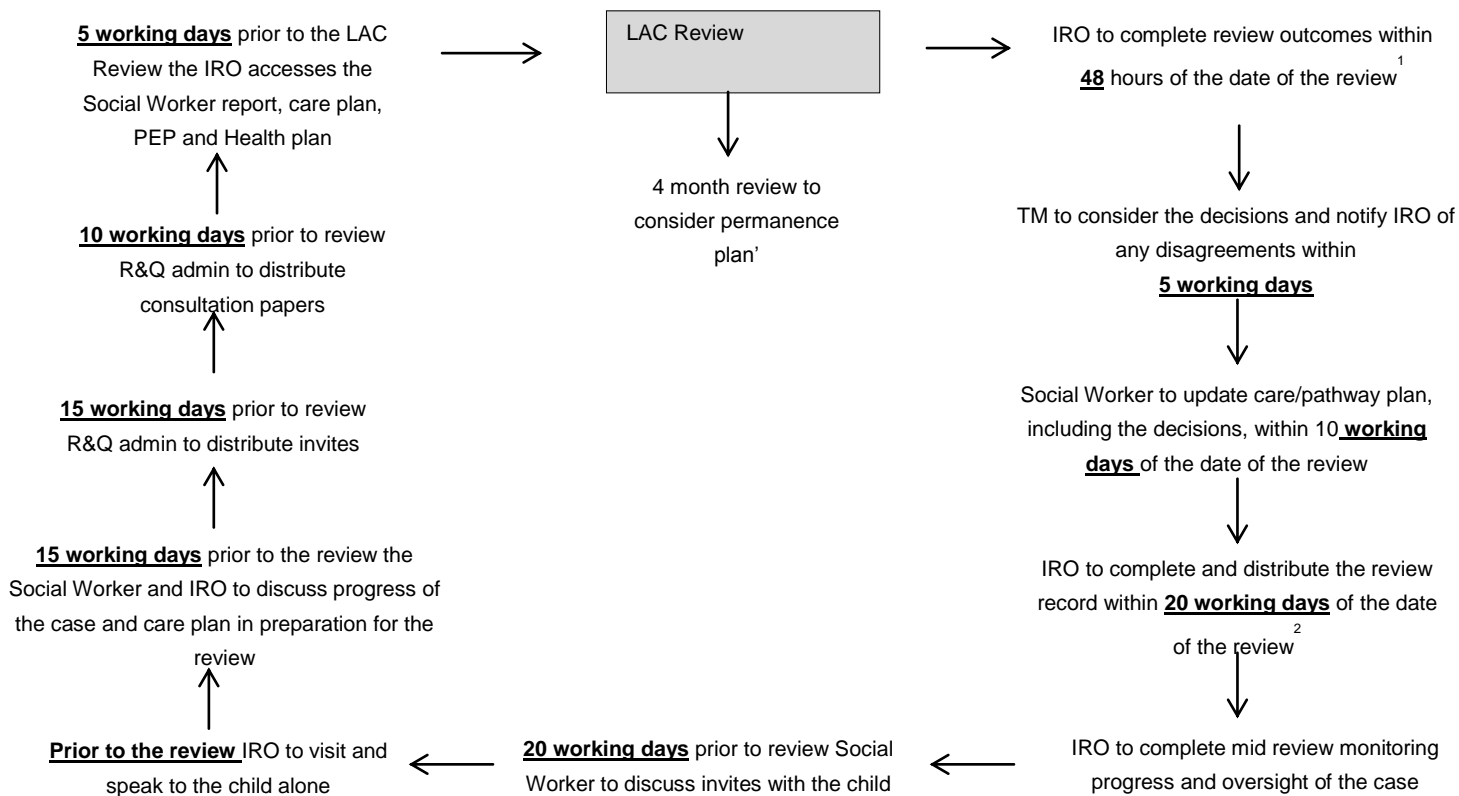 5 working days prior to the LAC
Review the IRO accesses the
Social Worker report, care plan,
PEP and Health plan
LAC Review
IRO to complete review outcomes within
48 hours of the date of the review1
4 month review to
consider permanence
plan’
TM to consider the decisions and notify IRO of
any disagreements within
5 working days
10 working days prior to review
R&Q admin to distribute
consultation papers
15 working days prior to review
R&Q admin to distribute invites
Social Worker to update care/pathway plan,
including the decisions, within 10 working
days of the date of the review
15 working days prior to the review the
Social Worker and IRO to discuss progress of
the case and care plan in preparation for the
review
IRO to complete and distribute the review
record within 20 working days of the date
of the review2
Prior to the review IRO to visit and
speak to the child alone
20 working days prior to review Social
Worker to discuss invites with the child
IRO to complete mid review monitoring
progress and oversight of the case